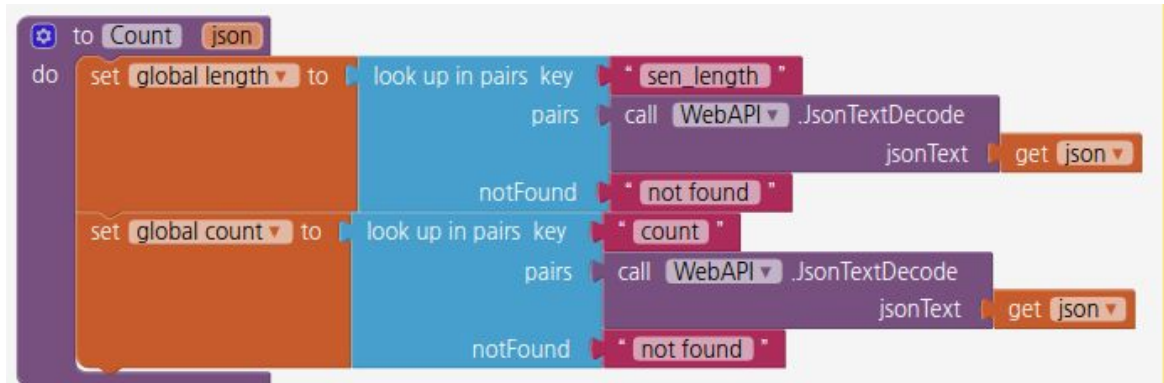 to Count json
do set global length to look up in pairs key " sen_length "
pairs call WebAPI .JsonTextDecode
jsonText get json
notFound " not found "
set global count to look up in pairs key " count "
pairs call WebAPI .JsonTextDecode
jsonText get json
notFound " not found "